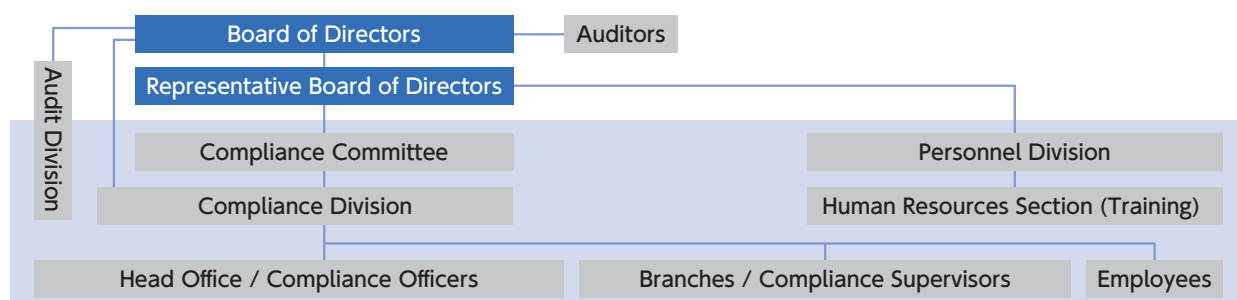 Board of Directors
Auditors
Audit Division
Representative Board of Directors
Compliance Committee
Personnel Division
Compliance Division
Human Resources Section (Training)
Head Office / Compliance Officers
Branches / Compliance Supervisors
Employees